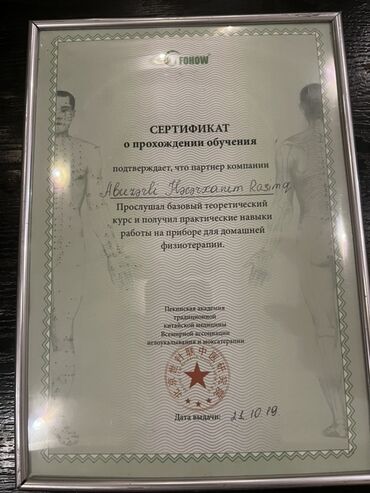 FOHOW
СЕРТИФИКАТ
о прохождении обучения
подтверждает, что партнер компании
Прослушал базовый теоретический
курс и получил практические навыки
работы на приборе для домашней
физиотерапии.
Пекинская академия
традиционной
китайской медицины
Всемирной ассоциации
иглоукалывания и моксатерапии
Дата выдачи: 21.10.19